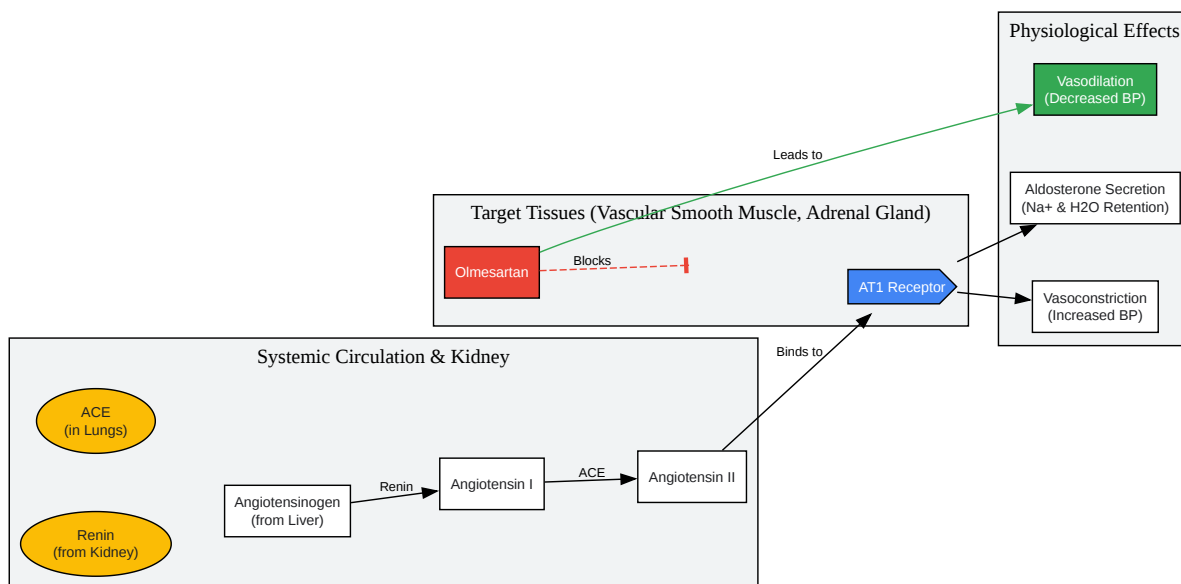 Physiological Effects
Vasodilation
(Decreased BP)
Leads to
Aldosterone Secretion
(Na+ & H2O Retention)
Target Tissues (Vascular Smooth Muscle, Adrenal Gland)
Olmesartan
Blocks
AT1 Receptor
Vasoconstriction
(Increased BP)
Binds to
Systemic Circulation & Kidney
ACE
(in Lungs)
Angiotensinogen
(from Liver)
Renin
Angiotensin I
ACE
Angiotensin II
Renin
(from Kidney)